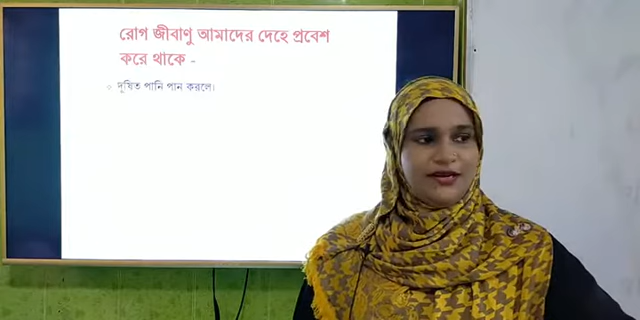 রোগ জীবাণু আমাদের দেহে প্রবেশ
করে থাকে -
দূষিত পানি পান করলে।